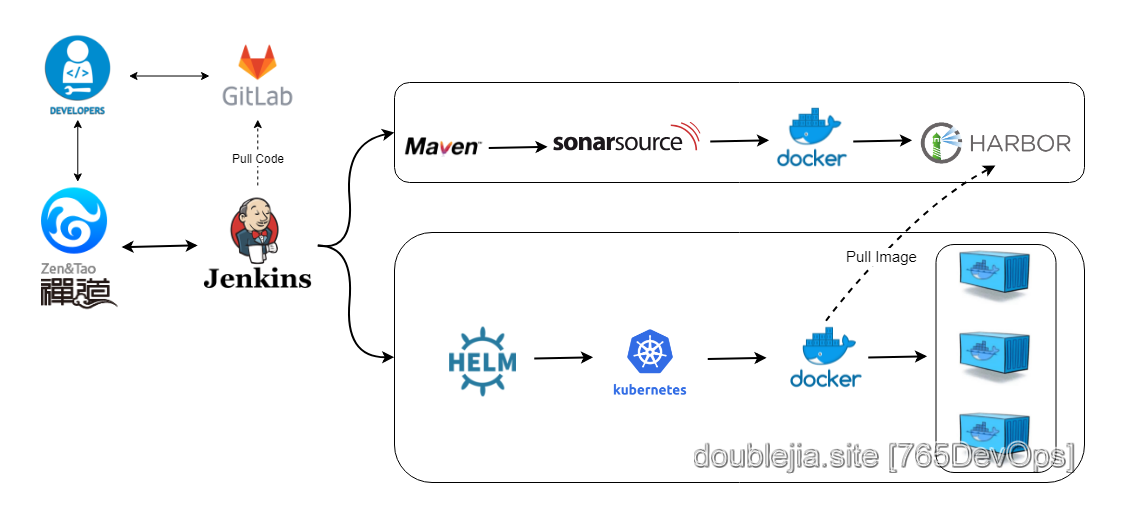 DEVELOPERS
GitLab
Pull Code
Maven™
sonarsource
docker
HARBOR
Zen&Tao
禪道
Jenkins
Pull Image
HELM
kubernetes
docker
doublejia.site [765DevOps]